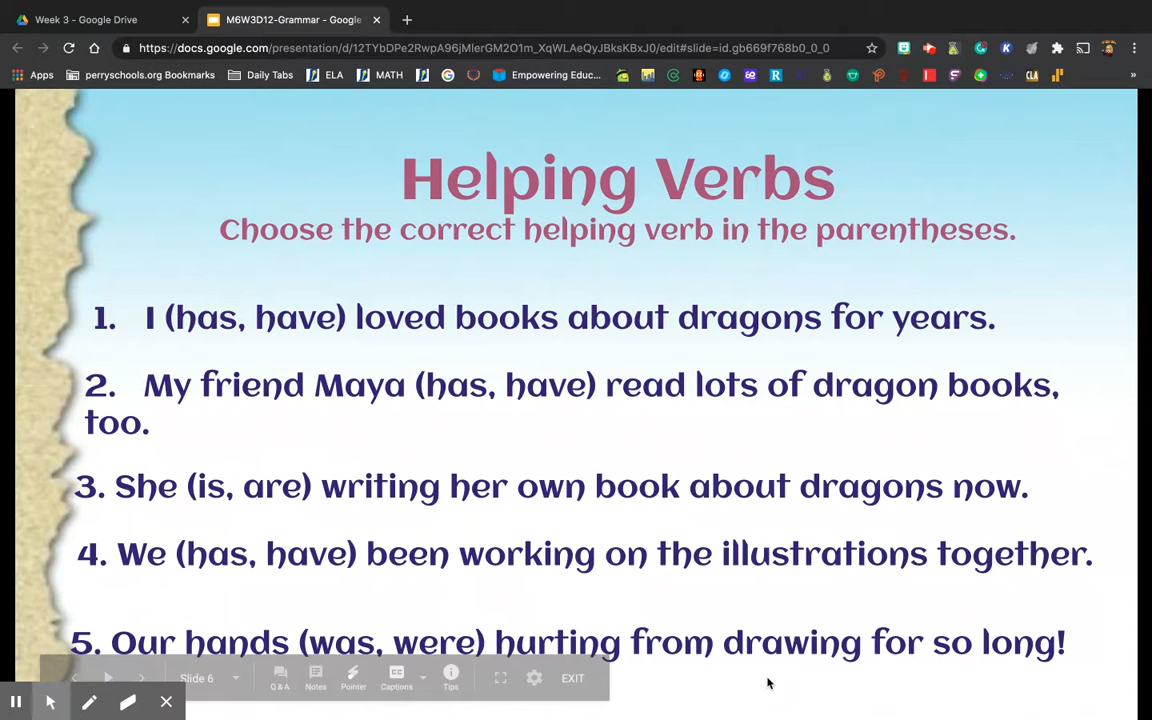 Week 3 - Google Drive
M6W3D12-Grammar - Google
https://docs.google.com/presentation/d/12TYbDPe2RwpA96jMlerGM2O1m_XqWLAeQyJBksKBxJ0/edit#slide=id.gb669f768b0_0_0
Apps perryschools.org Bookmarks Daily Tabs ELA MATH Empowering Educ... CLA »
Helping Verbs
Choose the correct helping verb in the parentheses.
1. I (has, have) loved books about dragons for years.
2. My friend Maya (has, have) read lots of dragon books,
too.
3. She (is, are) writing her own book about dragons now.
4. We (has, have) been working on the illustrations together.
5. Our hands (was, were) hurting from drawing for so long!
Slide 6 Q & A Notes Pointer Captions Tips EXIT